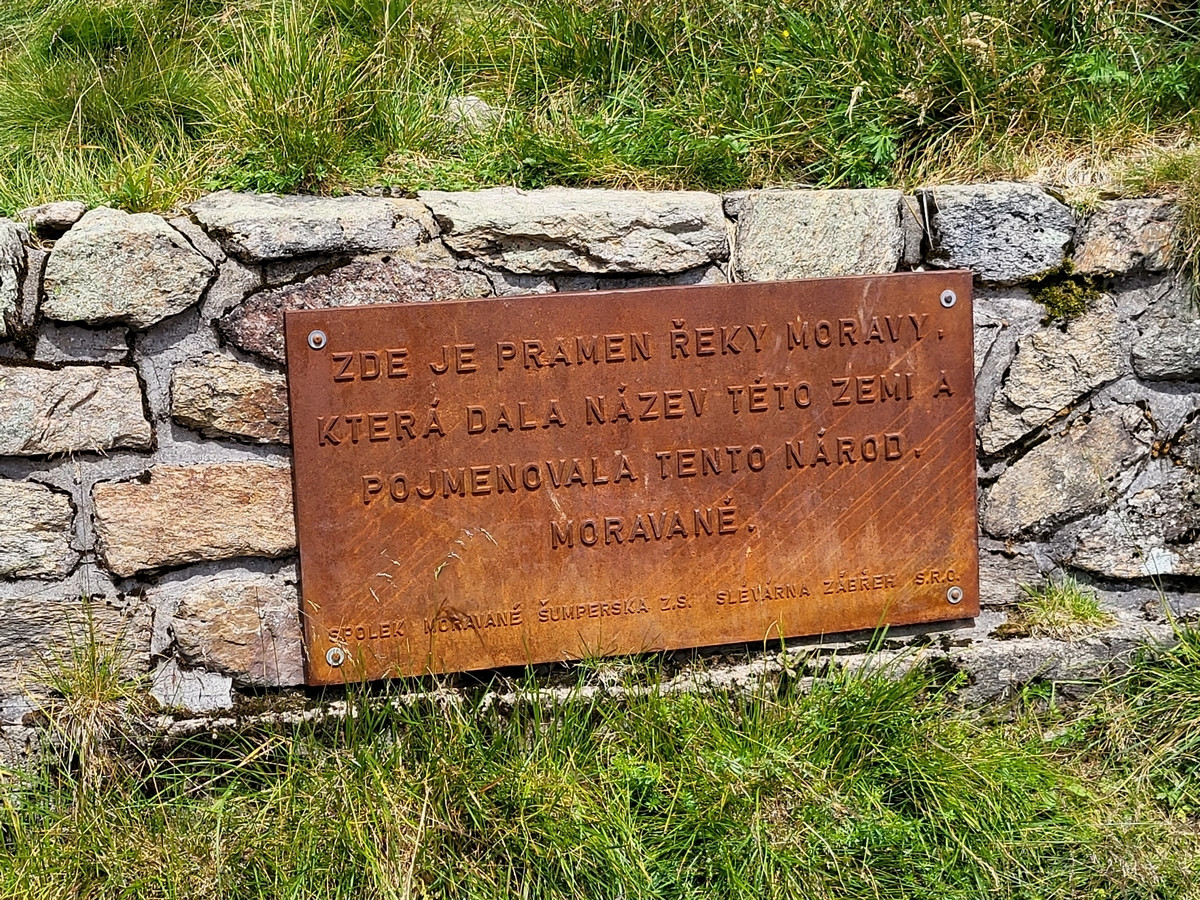 ZDE JE PRAMEN ŘEKY MORAVY.
KTERÁ DALA NÁZEV TÉTO ZEMI A
POJMENOVALA TENTO NÁROD.
MORAVANÉ.
SPOLEK MORAVANÉ ŠUMPERSKA Z.S. SLÉVÁRNA ZÁBŘEH S.R.O.